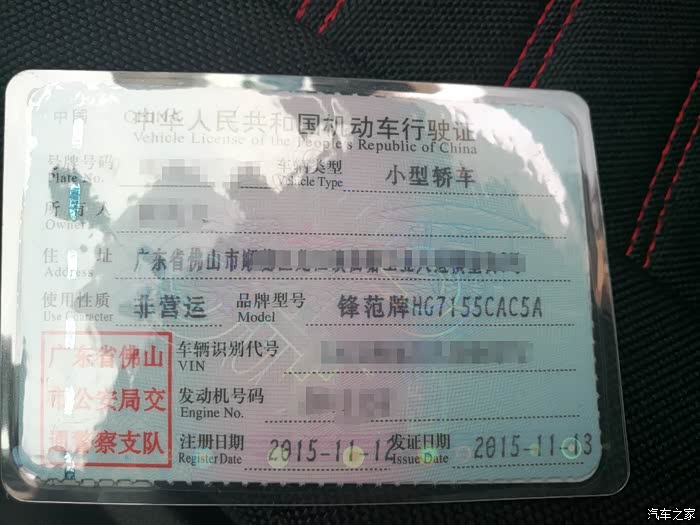 中国 CHINA
中华人民共和国机动车行驶证
Vehicle License of the People's Republic of China
号牌号码 车辆类型 小型轿车
Plate No. Vehicle Type
所有人
Owner
住址 广东省佛山市
Address
使用性质 非营运 品牌型号 锋范牌HG7155CAC5A
Use Character Model
广东省佛山
市公安局交
通警察支队
车辆识别代号
VIN
发动机号码
Engine No.
注册日期 2015-11-12 发证日期 2015-11-13
Register Date Issue Date
汽车之家